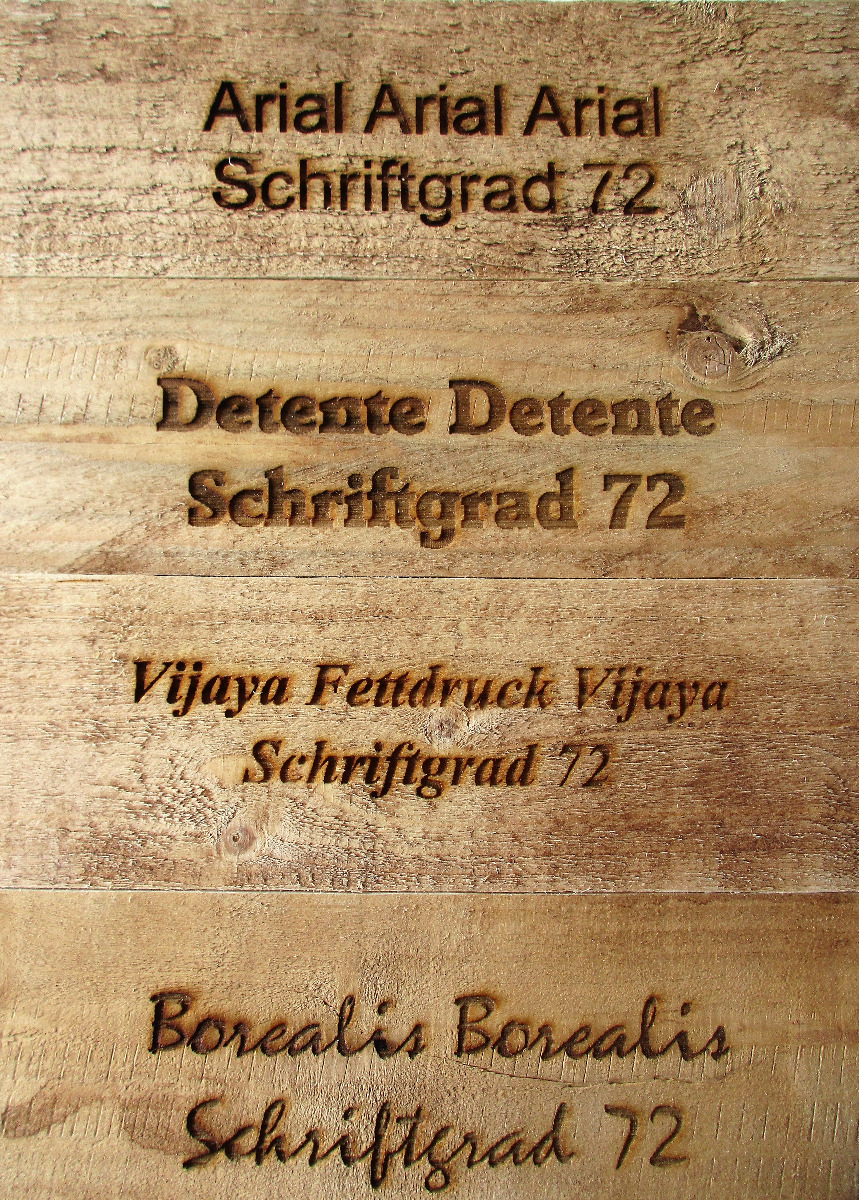 Arial Arial Arial
Schriftgrad 72
Detente Detente
Schriftgrad 72
Vijaya Fettdruck Vijaya
Schriftgrad 72
Borealis Borealis
Schriftgrad 72